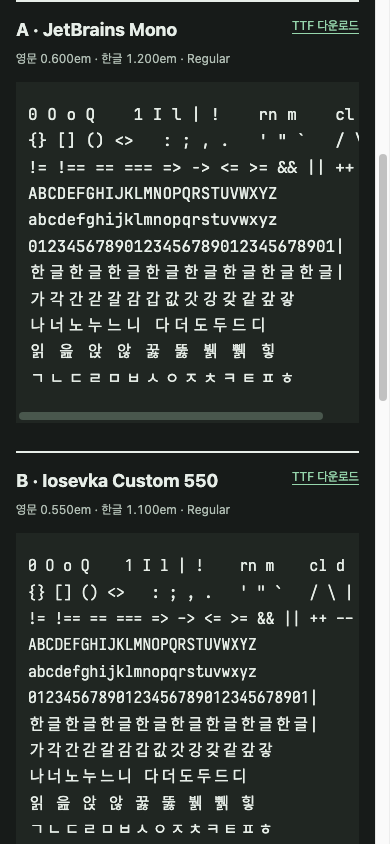 A · JetBrains Mono
TTF 다운로드
영문 0.600em · 한글 1.200em · Regular
0 O o Q    1 I l | !    rn m    cl
{} [] () <>    : ; , .    ' " `    / \
!= !== == === => -> <= >= && || ++
ABCDEFGHIJKLMNOPQRSTUVWXYZ
abcdefghijklmnopqrstuvwxyz
01234567890123456789012345678901|
한글한글한글한글한글한글한글한글|
가각간갇갈감갑값갓강갖같갚갛
나너노누느니 다더도두드디
읽 읊 앉 않 꿇 뚫 쀍 뾁 힣
ㄱㄴㄷㄹㅁㅂㅅㅇㅈㅊㅋㅌㅍㅎ
B · Iosevka Custom 550
TTF 다운로드
영문 0.550em · 한글 1.100em · Regular
0 O o Q    1 I l | !    rn m    cl d
{} [] () <>    : ; , .    ' " `    / \ |
!= !== == === => -> <= >= && || ++ --
ABCDEFGHIJKLMNOPQRSTUVWXYZ
abcdefghijklmnopqrstuvwxyz
01234567890123456789012345678901|
한글한글한글한글한글한글한글한글|
가각간갇갈감갑값갓강갖같갚갛
나너노누느니 다더도두드디
읽 읊 앉 않 꿇 뚫 힣
ㄱㄴㄷㄹㅁㅂㅅㅇㅈㅊㅋㅌㅍㅎ